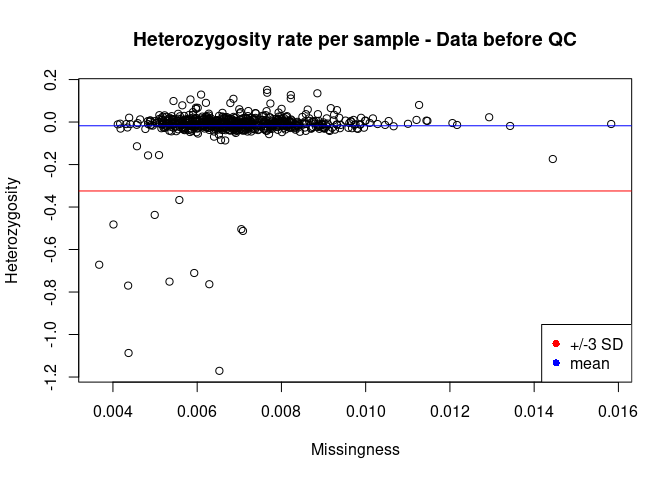 Heterozygosity rate per sample - Data before QC
0.2
0.0
-0.2
-0.4
-0.6
-0.8
-1.0
-1.2
Heterozygosity
+/-3 SD
mean
0.004 0.006 0.008 0.010 0.012 0.014 0.016
Missingness